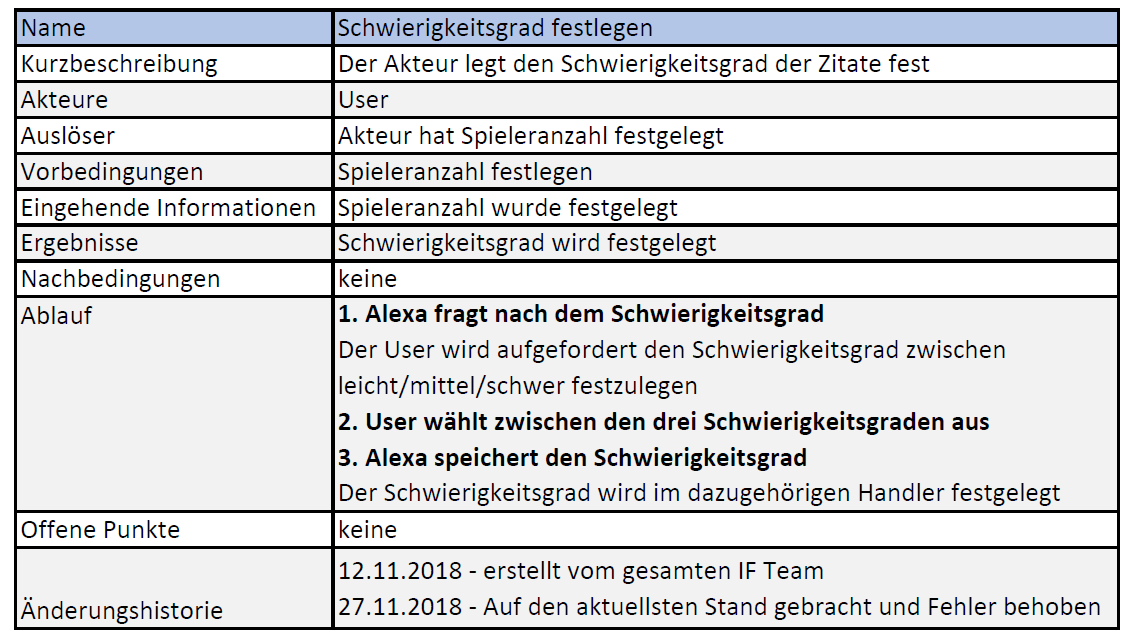 Name Schwierigkeitsgrad festlegen
Kurzbeschreibung Der Akteur legt den Schwierigkeitsgrad der Zitate fest
Akteure User
Auslöser Akteur hat Spieleranzahl festgelegt
Vorbedingungen Spieleranzahl festlegen
Eingehende Informationen Spieleranzahl wurde festgelegt
Ergebnisse Schwierigkeitsgrad wird festgelegt
Nachbedingungen keine
Ablauf 1. Alexa fragt nach dem Schwierigkeitsgrad
Der User wird aufgefordert den Schwierigkeitsgrad zwischen
leicht/mittel/schwer festzulegen
2. User wählt zwischen den drei Schwierigkeitsgraden aus
3. Alexa speichert den Schwierigkeitsgrad
Der Schwierigkeitsgrad wird im dazugehörigen Handler festgelegt
Offene Punkte keine
12.11.2018 - erstellt vom gesamten IF Team
Änderungshistorie 27.11.2018 - Auf den aktuellsten Stand gebracht und Fehler behoben